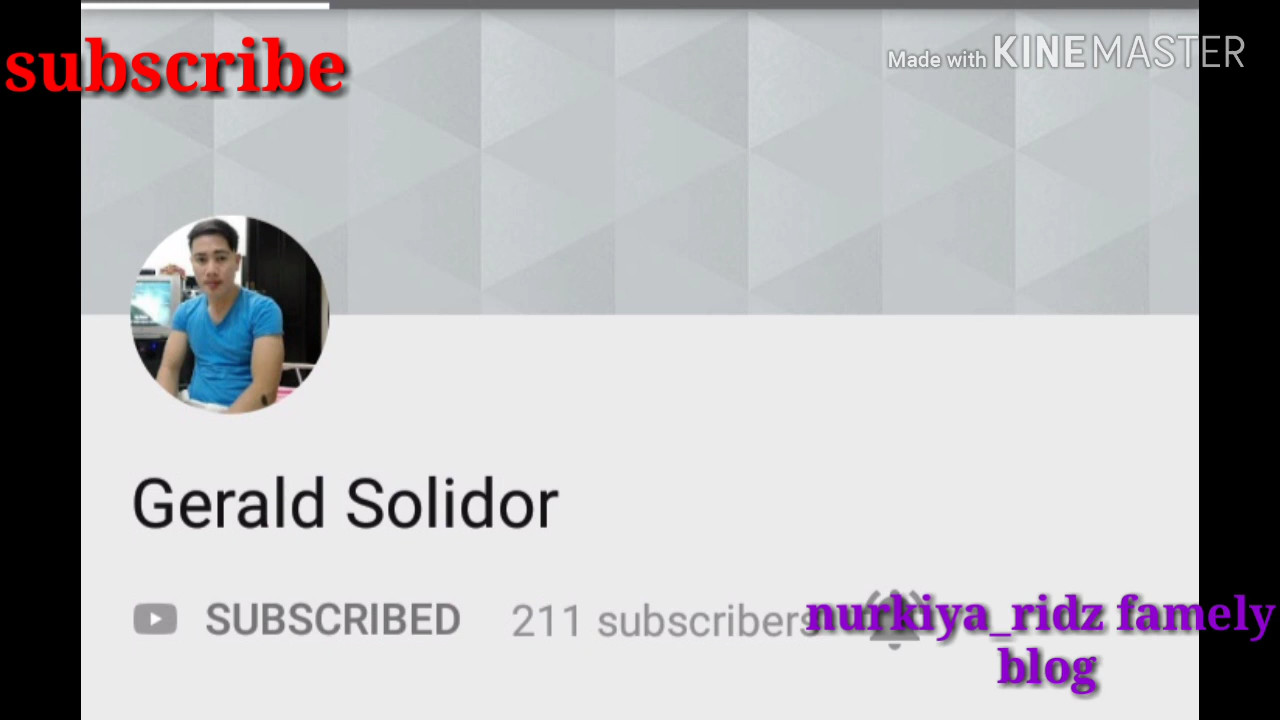 subscribe
Made with KINEMASTER
Gerald Solidor
SUBSCRIBED 211 subscribers
nurkiya_ridz famely
blog